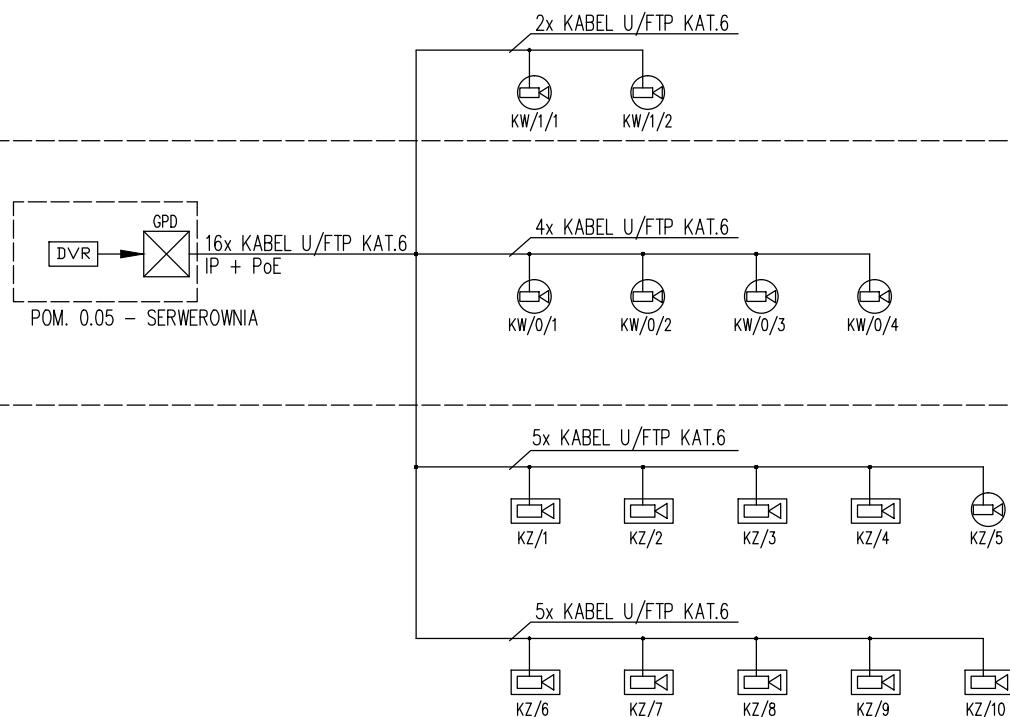 2x KABEL U/FTP KAT.6
KW/1/1
KW/1/2
GPD
DVR
16x KABEL U/FTP KAT.6
IP + PoE
POM. 0.05 – SERWEROWNIA
4x KABEL U/FTP KAT.6
KW/0/1
KW/0/2
KW/0/3
KW/0/4
5x KABEL U/FTP KAT.6
KZ/1
KZ/2
KZ/3
KZ/4
KZ/5
5x KABEL U/FTP KAT.6
KZ/6
KZ/7
KZ/8
KZ/9
KZ/10